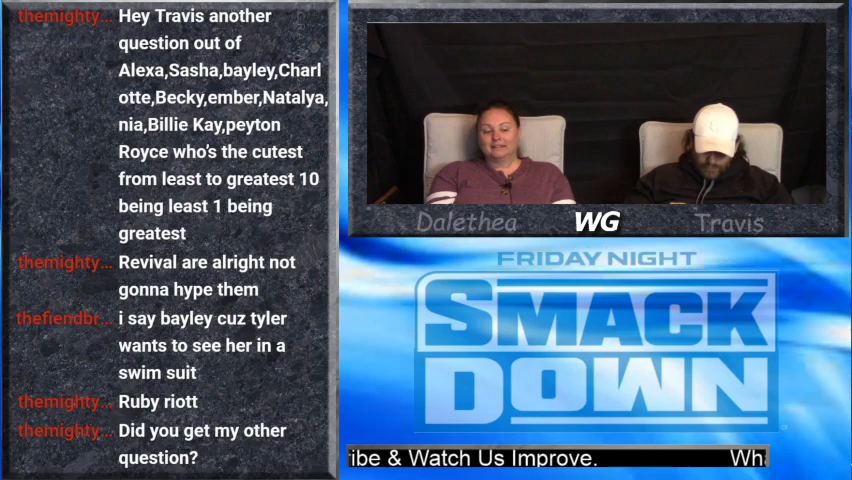 themighty... Hey Travis another
question out of
Alexa,Sasha,bayley,Charl
otte,Becky,ember,Natalya,
nia,Billie Kay,peyton
Royce who's the cutest
from least to greatest 10
being least 1 being
greatest
themighty... Revival are alright not
gonna hype them
thefiendbr... i say bayley cuz tyler
wants to see her in a
swim suit
themighty... Ruby riott
themighty... Did you get my other
question?
Dalethea WG Travis
FRIDAY NIGHT
SMACK
DOWN
ibe & Watch Us Improve. Wha